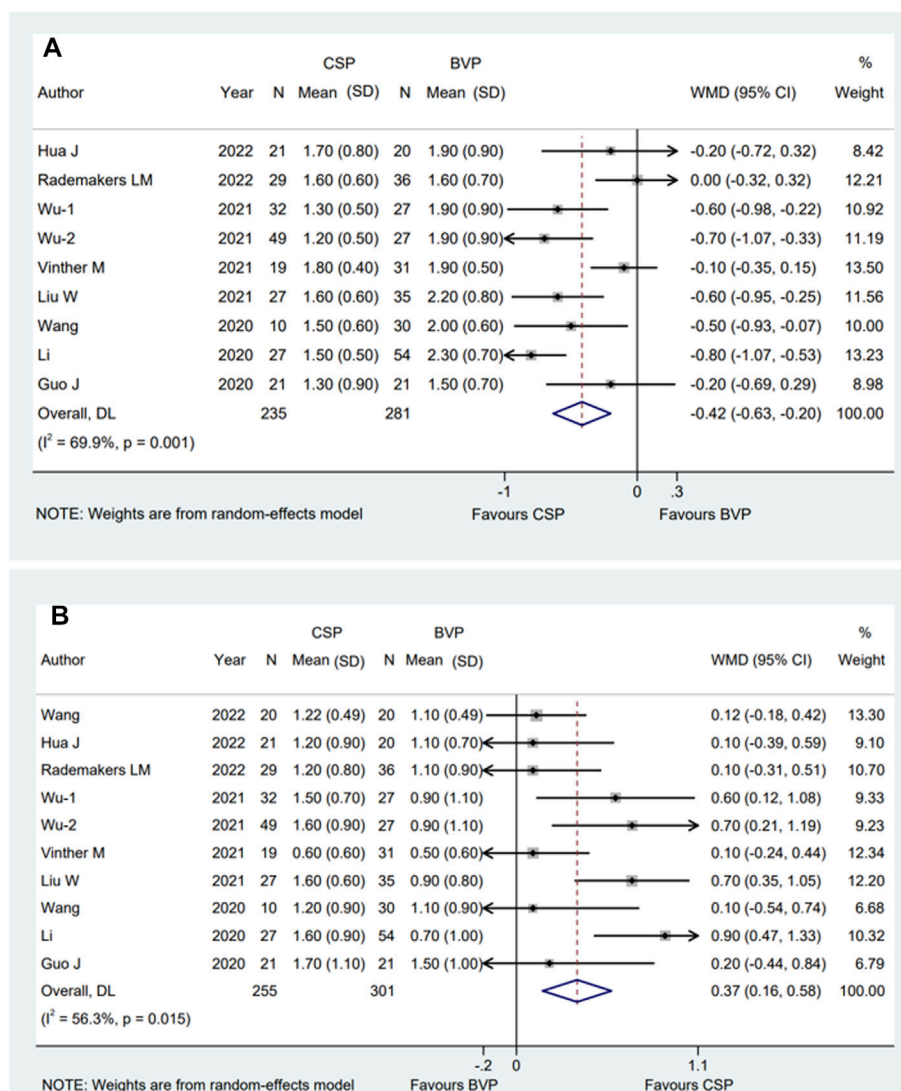 A
CSP BVP %
Author Year N Mean (SD) N Mean (SD) WMD (95% CI) Weight
Hua J 2022 21 1.70 (0.80) 20 1.90 (0.90) -0.20 (-0.72, 0.32) 8.42
Rademakers LM 2022 29 1.60 (0.60) 36 1.60 (0.70) 0.00 (-0.32, 0.32) 12.21
Wu-1 2021 32 1.30 (0.50) 27 1.90 (0.90) -0.60 (-0.98, -0.22) 10.92
Wu-2 2021 49 1.20 (0.50) 27 1.90 (0.90) -0.70 (-1.07, -0.33) 11.19
Vinther M 2021 19 1.80 (0.40) 31 1.90 (0.50) -0.10 (-0.35, 0.15) 13.50
Liu W 2021 27 1.60 (0.60) 35 2.20 (0.80) -0.60 (-0.95, -0.25) 11.56
Wang 2020 10 1.50 (0.60) 30 2.00 (0.60) -0.50 (-0.93, -0.07) 10.00
Li 2020 27 1.50 (0.50) 54 2.30 (0.70) -0.80 (-1.07, -0.53) 13.23
Guo J 2020 21 1.30 (0.90) 21 1.50 (0.70) -0.20 (-0.69, 0.29) 8.98
Overall, DL 235 281 -0.42 (-0.63, -0.20) 100.00
(I² = 69.9%, p = 0.001)
-1 0 .3
NOTE: Weights are from random-effects model Favours CSP Favours BVP
B
CSP BVP %
Author Year N Mean (SD) N Mean (SD) WMD (95% CI) Weight
Wang 2022 20 1.22 (0.49) 20 1.10 (0.49) 0.12 (-0.18, 0.42) 13.30
Hua J 2022 21 1.20 (0.90) 20 1.10 (0.70) 0.10 (-0.39, 0.59) 9.10
Rademakers LM 2022 29 1.20 (0.80) 36 1.10 (0.90) 0.10 (-0.31, 0.51) 10.70
Wu-1 2021 32 1.50 (0.70) 27 0.90 (1.10) 0.60 (0.12, 1.08) 9.33
Wu-2 2021 49 1.60 (0.90) 27 0.90 (1.10) 0.70 (0.21, 1.19) 9.23
Vinther M 2021 19 0.60 (0.60) 31 0.50 (0.60) 0.10 (-0.24, 0.44) 12.34
Liu W 2021 27 1.60 (0.60) 35 0.90 (0.80) 0.70 (0.35, 1.05) 12.20
Wang 2020 10 1.20 (0.90) 30 1.10 (0.90) 0.10 (-0.54, 0.74) 6.68
Li 2020 27 1.60 (0.90) 54 0.70 (1.00) 0.90 (0.47, 1.33) 10.32
Guo J 2020 21 1.70 (1.10) 21 1.50 (1.00) 0.20 (-0.44, 0.84) 6.79
Overall, DL 255 301 0.37 (0.16, 0.58) 100.00
(I² = 56.3%, p = 0.015)
-.2 0 1.1
NOTE: Weights are from random-effects model Favours BVP Favours CSP